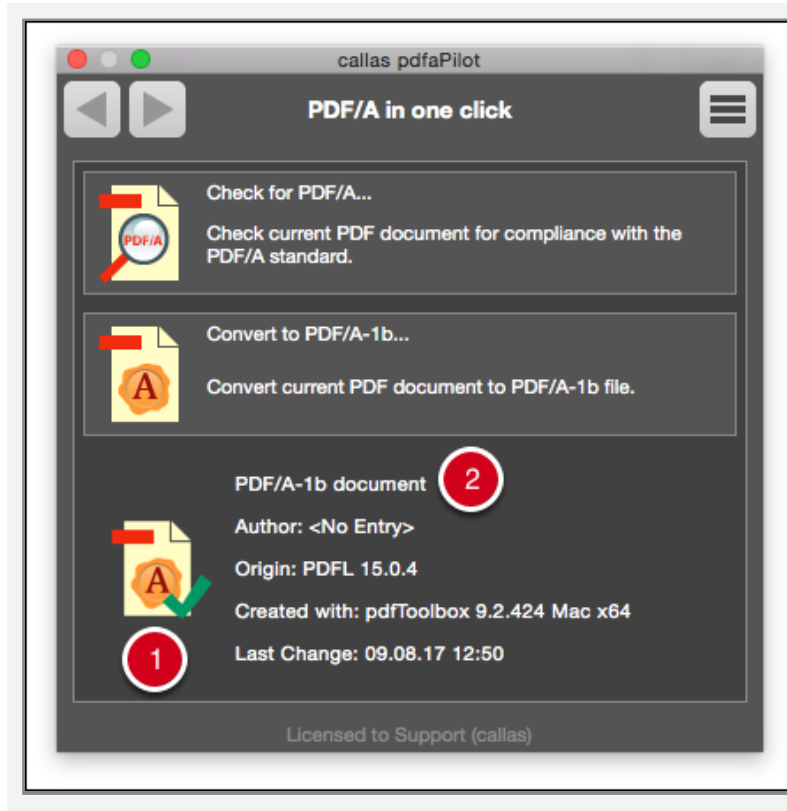 callas pdfaPilot
PDF/A in one click
Check for PDF/A...
PDF/A
Check current PDF document for compliance with the
PDF/A standard.
Convert to PDF/A-1b...
A
Convert current PDF document to PDF/A-1b file.
PDF/A-1b document
2
Author: <No Entry>
Origin: PDFL 15.0.4
A
Created with: pdfToolbox 9.2.424 Mac x64
1
Last Change: 09.08.17 12:50
Licensed to Support (callas)